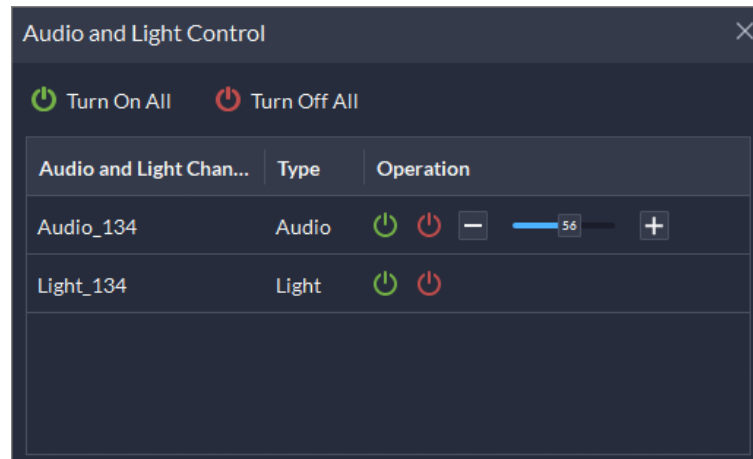 Audio and Light Control
Turn On All Turn Off All
Audio and Light Chan... Type Operation
Audio_134 Audio 56
Light_134 Light